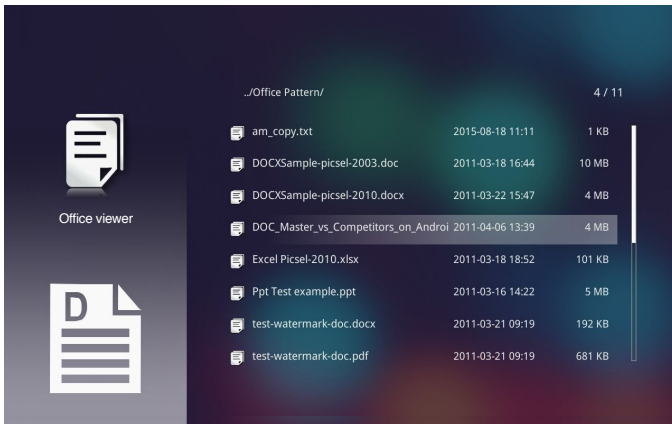 ../Office Pattern/ 4 / 11
am_copy.txt 2015-08-18 11:11 1 KB
DOCXSample-picsel-2003.doc 2011-03-18 16:44 10 MB
DOCXSample-picsel-2010.docx 2011-03-22 15:47 4 MB
Office viewer
DOC_Master_vs_Competitors_on_Androi 2011-04-06 13:39 4 MB
Excel Picsel-2010.xlsx 2011-03-18 18:52 101 KB
Ppt Test example.ppt 2011-03-16 14:22 5 MB
D
test-watermark-doc.docx 2011-03-21 09:19 192 KB
test-watermark-doc.pdf 2011-03-21 09:19 681 KB